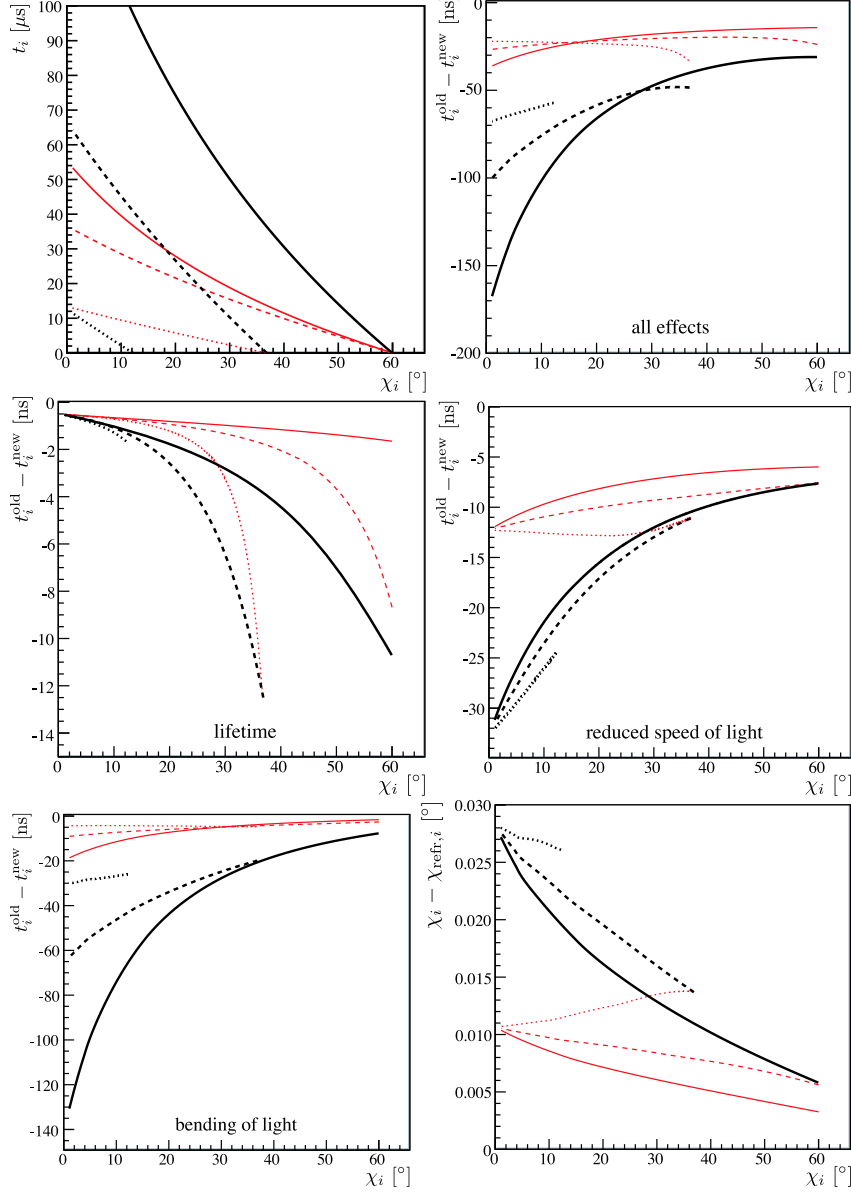 t_i [μs]
100
90
80
70
60
50
40
30
20
10
0
0 10 20 30 40 50 60
χ_i [°]
t_i^old − t_i^new [ns]
-0
-50
-100
-150
-200
0 10 20 30 40 50 60
all effects
χ_i [°]
t_i^old − t_i^new [ns]
0
-2
-4
-6
-8
-10
-12
-14
0 10 20 30 40 50 60
lifetime
χ_i [°]
t_i^old − t_i^new [ns]
0
-5
-10
-15
-20
-25
-30
0 10 20 30 40 50 60
reduced speed of light
χ_i [°]
t_i^old − t_i^new [ns]
0
-20
-40
-60
-80
-100
-120
-140
0 10 20 30 40 50 60
bending of light
χ_i [°]
χ_i − χ_refr,i [°]
0.030
0.025
0.020
0.015
0.010
0.005
0
0 10 20 30 40 50 60
χ_i [°]